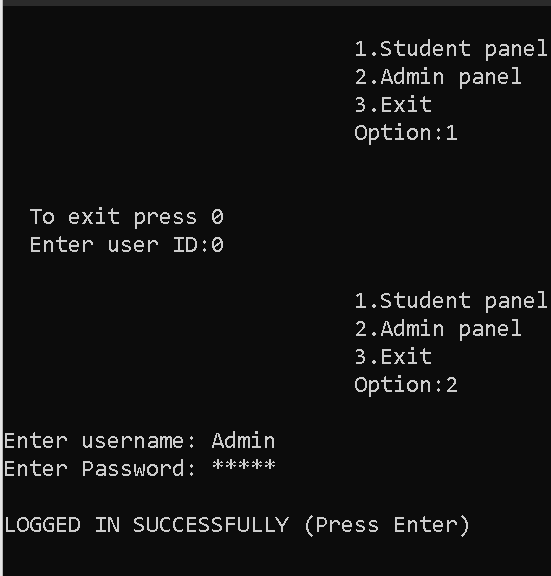 1.Student panel
2.Admin panel
3.Exit
Option:1
To exit press 0
Enter user ID:0
1.Student panel
2.Admin panel
3.Exit
Option:2
Enter username: Admin
Enter Password: *****
LOGGED IN SUCCESSFULLY (Press Enter)